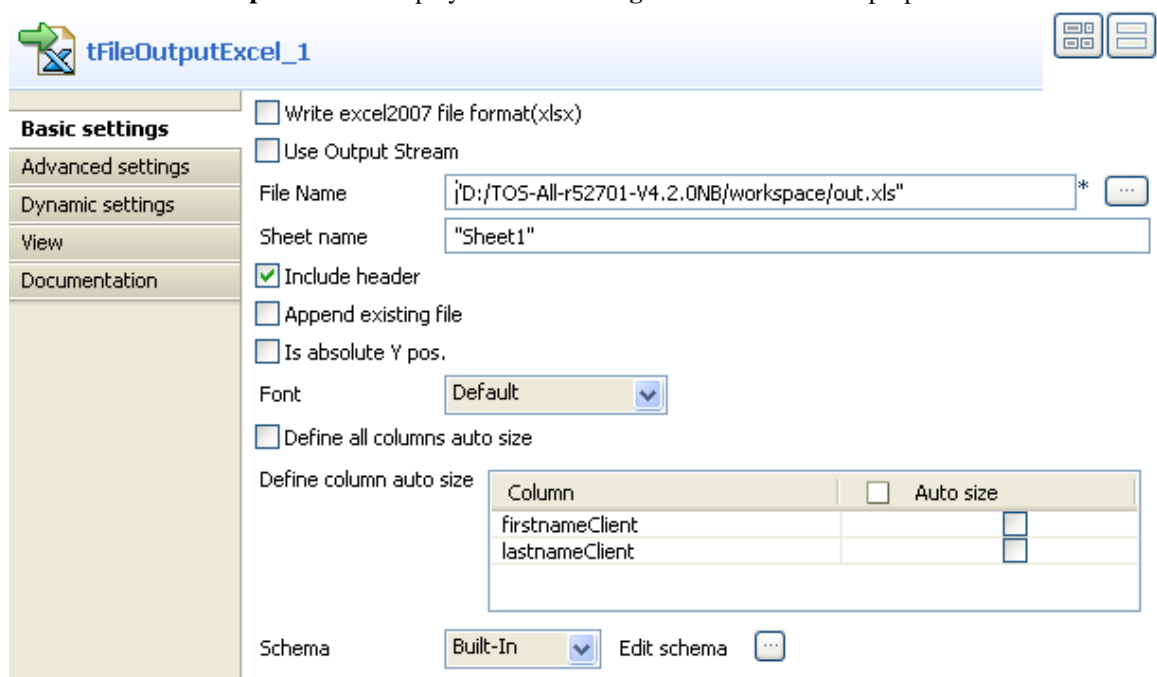 tFileOutputExcel_1
Basic settings
Advanced settings
Dynamic settings
View
Documentation
Write excel2007 file format(xlsx)
Use Output Stream
File Name "D:/TOS-All-r52701-V4.2.0NB/workspace/out.xls" * ...
Sheet name "Sheet1"
Include header
Append existing file
Is absolute Y pos.
Font Default
Define all columns auto size
Define column auto size
Column Auto size
firstnameClient
lastnameClient
Schema Built-In Edit schema ...